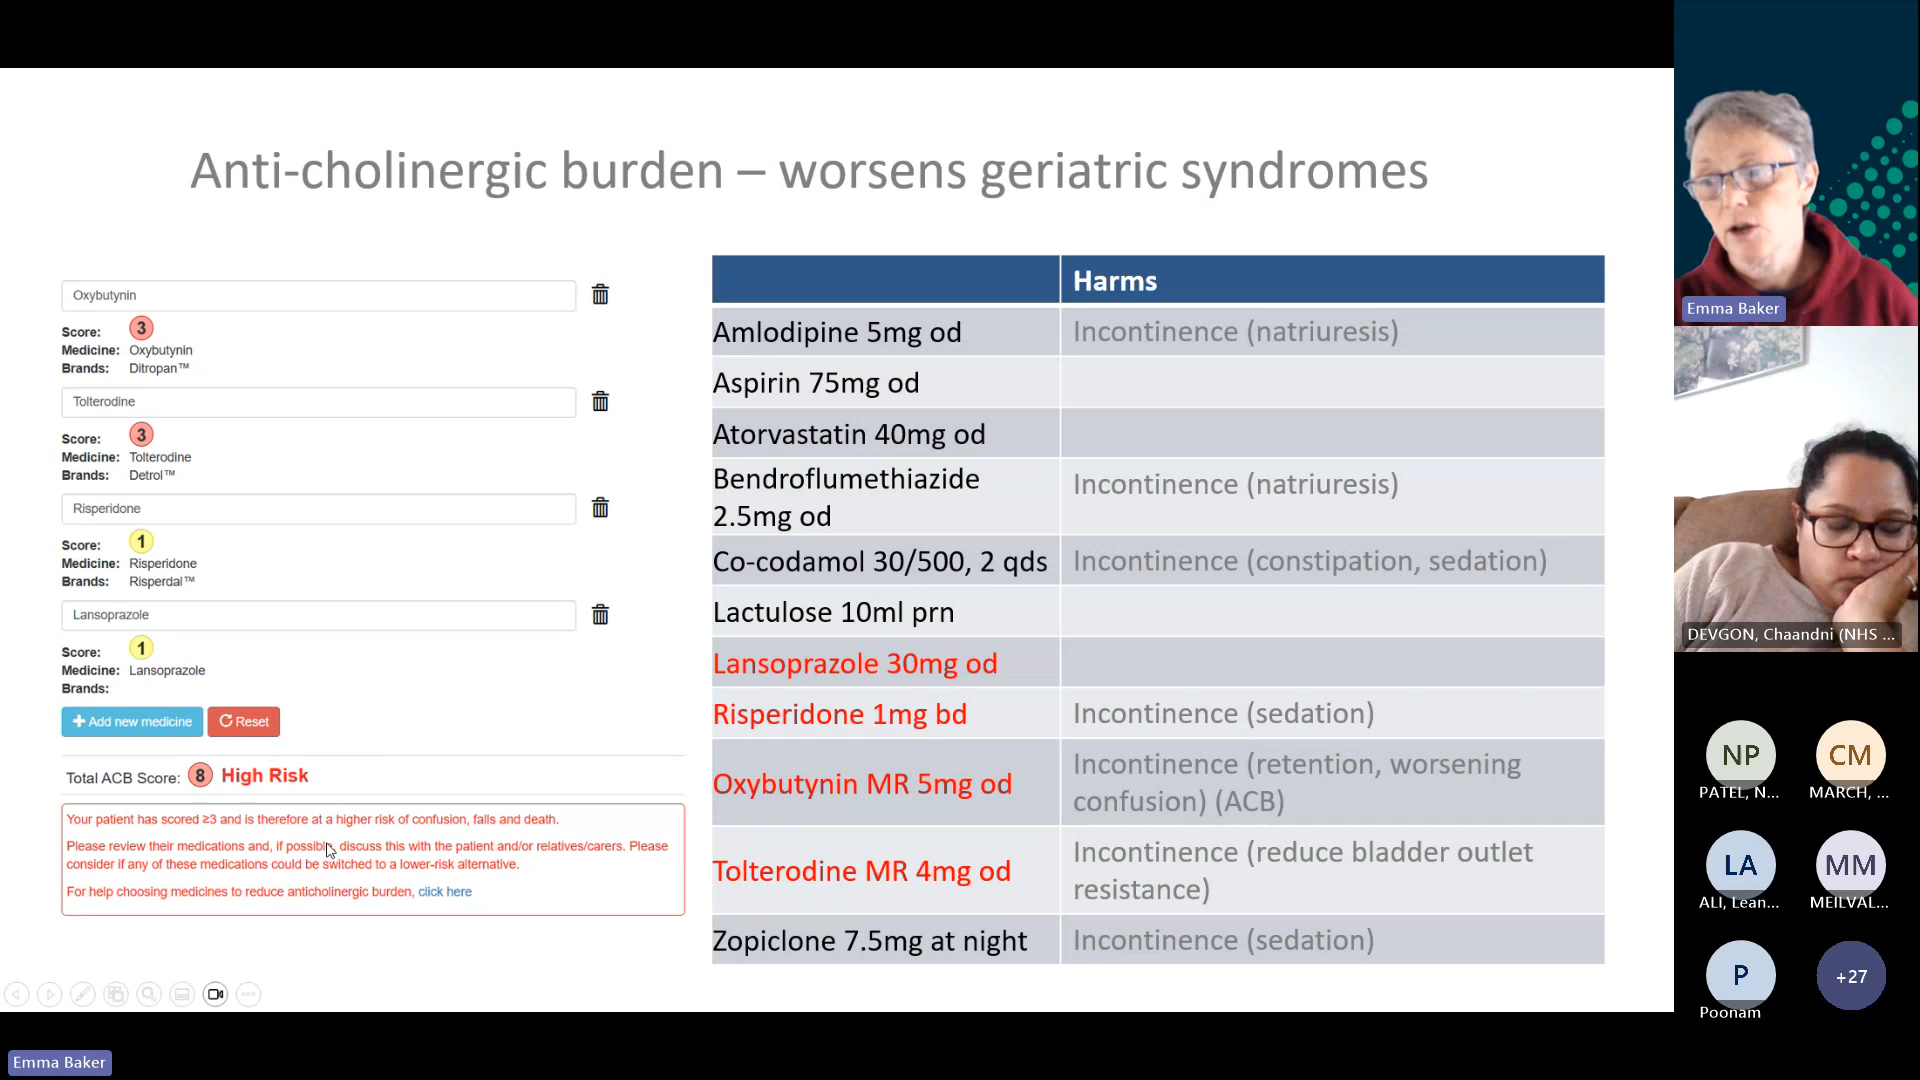 Anti-cholinergic burden – worsens geriatric syndromes
Oxybutynin
Score: 3
Medicine: Oxybutynin
Brands: Ditropan™
Tolterodine
Score: 3
Medicine: Tolterodine
Brands: Detrol™
Risperidone
Score: 1
Medicine: Risperidone
Brands: Risperdal™
Lansoprazole
Score: 1
Medicine: Lansoprazole
Brands:
Add new medicine
Reset
Total ACB Score: 8 High Risk
Your patient has scored ≥3 and is therefore at a higher risk of confusion, falls and death.
Please review their medications and, if possible, discuss this with the patient and/or relatives/carers. Please
consider if any of these medications could be switched to a lower-risk alternative.
For help choosing medicines to reduce anticholinergic burden, click here
Harms
Amlodipine 5mg od
Incontinence (natriuresis)
Aspirin 75mg od
Atorvastatin 40mg od
Bendroflumethiazide
2.5mg od
Incontinence (natriuresis)
Co-codamol 30/500, 2 qds
Incontinence (constipation, sedation)
Lactulose 10ml prn
Lansoprazole 30mg od
Risperidone 1mg bd
Incontinence (sedation)
Oxybutynin MR 5mg od
Incontinence (retention, worsening
confusion) (ACB)
Tolterodine MR 4mg od
Incontinence (reduce bladder outlet
resistance)
Zopiclone 7.5mg at night
Incontinence (sedation)
Emma Baker
DEVGON, Chaandni (NHS ...
NP
PATEL, N...
CM
MARCH, ...
LA
ALI, Lean...
MM
MEILVAL...
P
Poonam
+27
Emma Baker